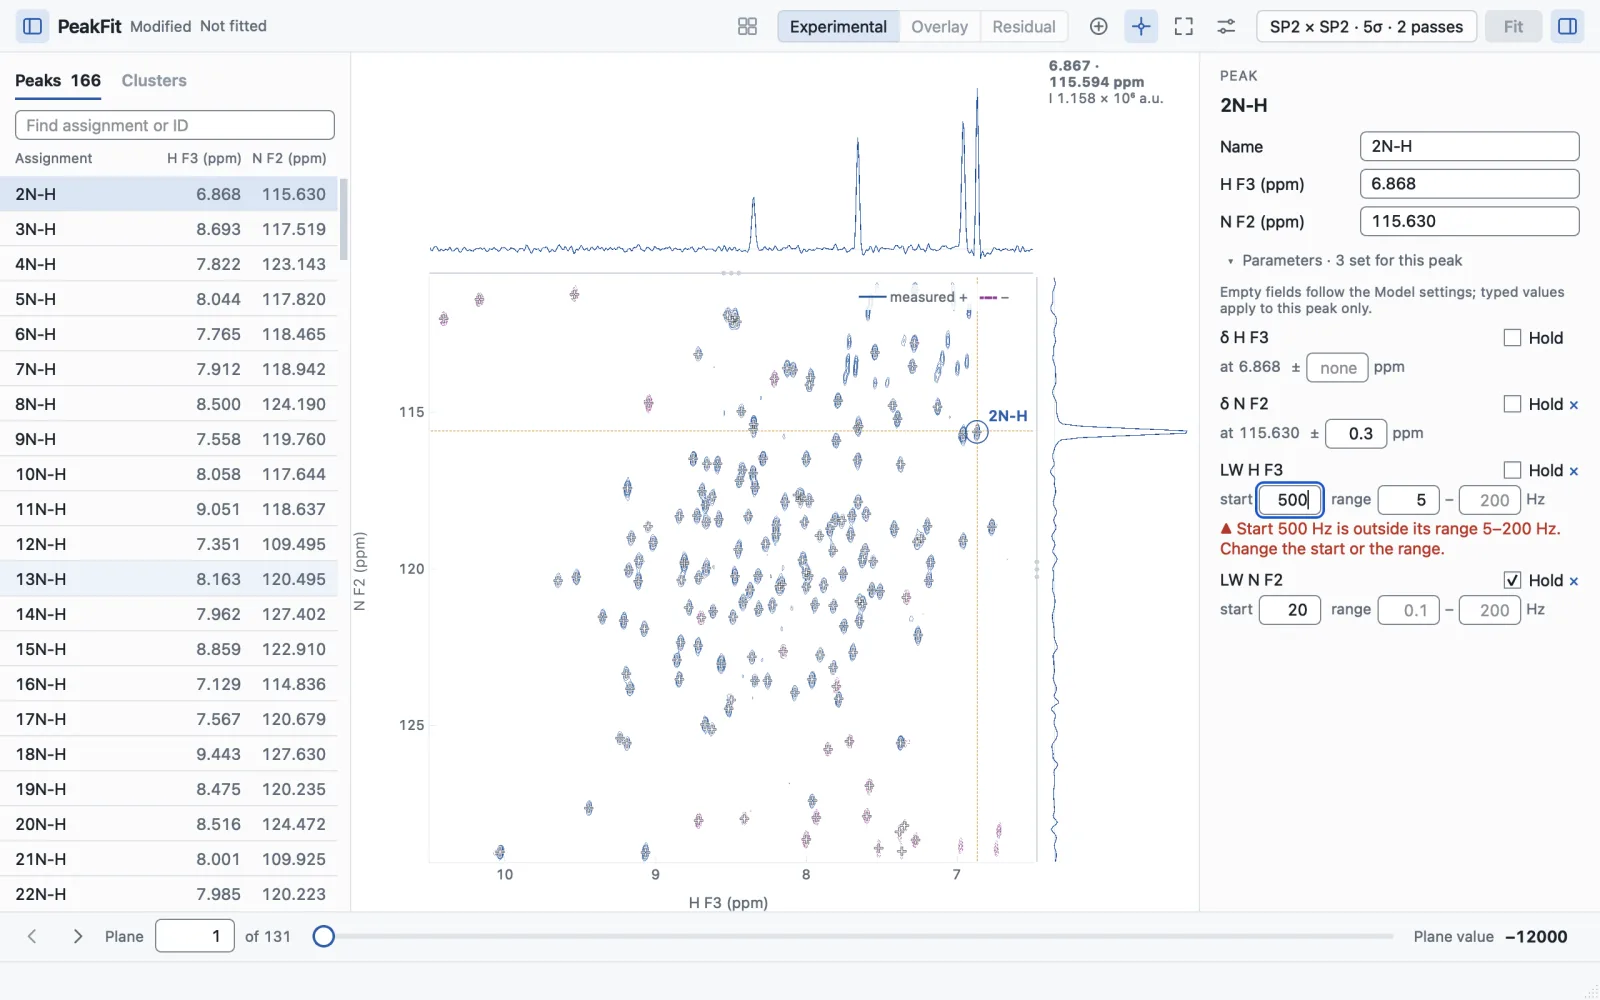 PeakFit Modified Not fitted
Experimental Overlay Residual
SP2 × SP2 · 5σ · 2 passes
Fit
Peaks 166 Clusters
Find assignment or ID
Assignment H F3 (ppm) N F2 (ppm)
2N-H 6.868 115.630
3N-H 8.693 117.519
4N-H 7.822 123.143
5N-H 8.044 117.820
6N-H 7.765 118.465
7N-H 7.912 118.942
8N-H 8.500 124.190
9N-H 7.558 119.760
10N-H 8.058 117.644
11N-H 9.051 118.637
12N-H 7.351 109.495
13N-H 8.163 120.495
14N-H 7.962 127.402
15N-H 8.859 122.910
16N-H 7.129 114.836
17N-H 7.567 120.679
18N-H 9.443 127.630
19N-H 8.475 120.235
20N-H 8.516 124.472
21N-H 8.001 109.925
22N-H 7.985 120.223
6.867 ·
115.594 ppm
I 1.158 × 10⁶ a.u.
measured + −
2N-H
115
120
125
N F2 (ppm)
10 9 8 7
H F3 (ppm)
PEAK
2N-H
Name 2N-H
H F3 (ppm) 6.868
N F2 (ppm) 115.630
▾ Parameters · 3 set for this peak
Empty fields follow the Model settings; typed values
apply to this peak only.
δ H F3 Hold
at 6.868 ± none ppm
δ N F2 Hold ×
at 115.630 ± 0.3 ppm
LW H F3 Hold ×
start 500 range 5 – 200 Hz
▲ Start 500 Hz is outside its range 5–200 Hz.
Change the start or the range.
LW N F2 Hold ×
start 20 range 0.1 – 200 Hz
Plane 1 of 131
Plane value −12000